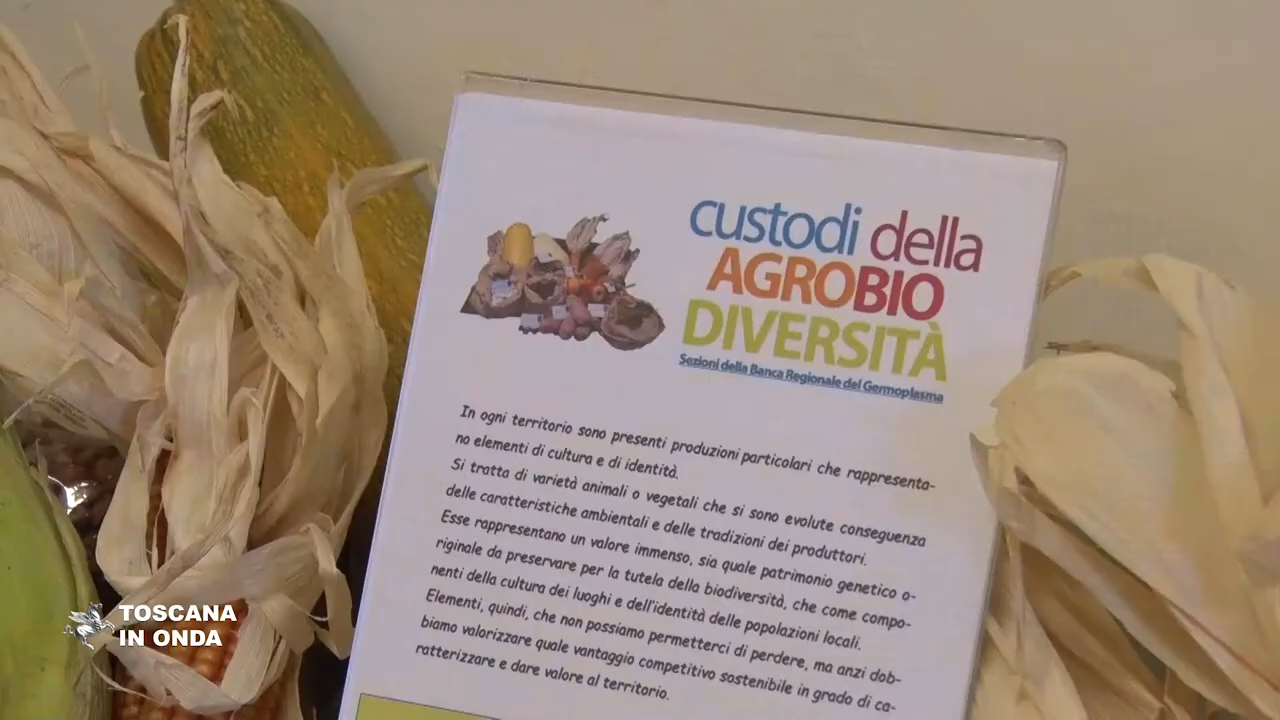 custodi della
AGROBIO
DIVERSITÀ
Sezioni della Banca Regionale del Germoplasma
In ogni territorio sono presenti produzioni particolari che rappresenta-
no elementi di cultura e di identità.
Si tratta di varietà animali o vegetali che si sono evolute conseguenza
delle caratteristiche ambientali e delle tradizioni dei produttori.
Esse rappresentano un valore immenso, sia quale patrimonio genetico o-
riginale da preservare per la tutela della biodiversità, che come compo-
nenti della cultura dei luoghi e dell'identità delle popolazioni locali.
Elementi, quindi, che non possiamo permetterci di perdere, ma anzi dob-
biamo valorizzare quale vantaggio competitivo sostenibile in grado di ca-
ratterizzare e dare valore al territorio.
TOSCANA
IN ONDA